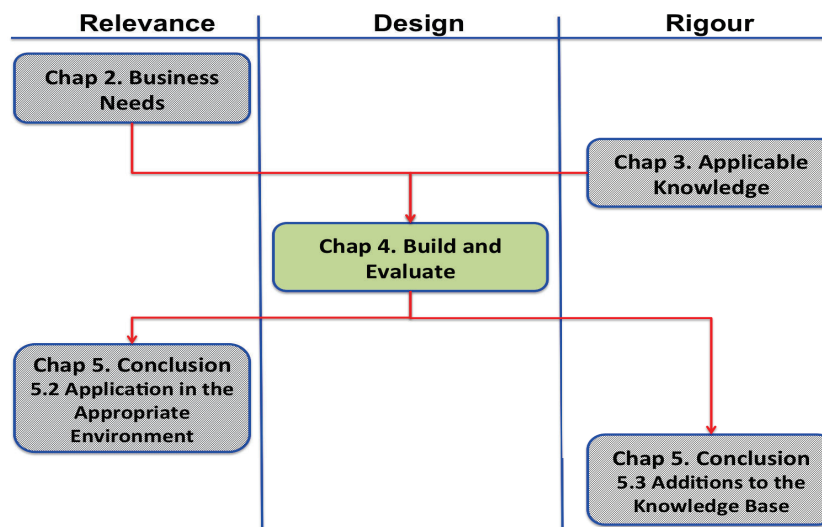 Relevance
Design
Rigour
Chap 2. Business
Needs
Chap 3. Applicable
Knowledge
Chap 4. Build and
Evaluate
Chap 5. Conclusion
5.2 Application in the
Appropriate
Environment
Chap 5. Conclusion
5.3 Additions to the
Knowledge Base